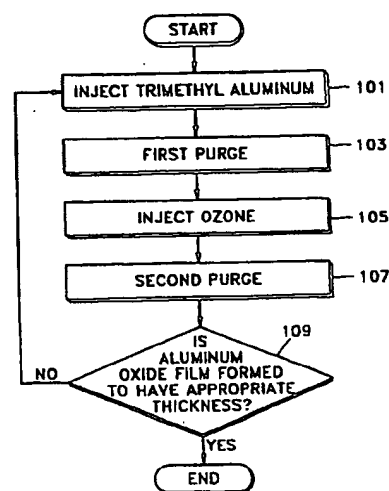 START
INJECT TRIMETHYL ALUMINUM
101
FIRST PURGE
103
INJECT OZONE
105
SECOND PURGE
107
109
IS
ALUMINUM
OXIDE FILM FORMED
TO HAVE APPROPRIATE
THICKNESS?
NO
YES
END